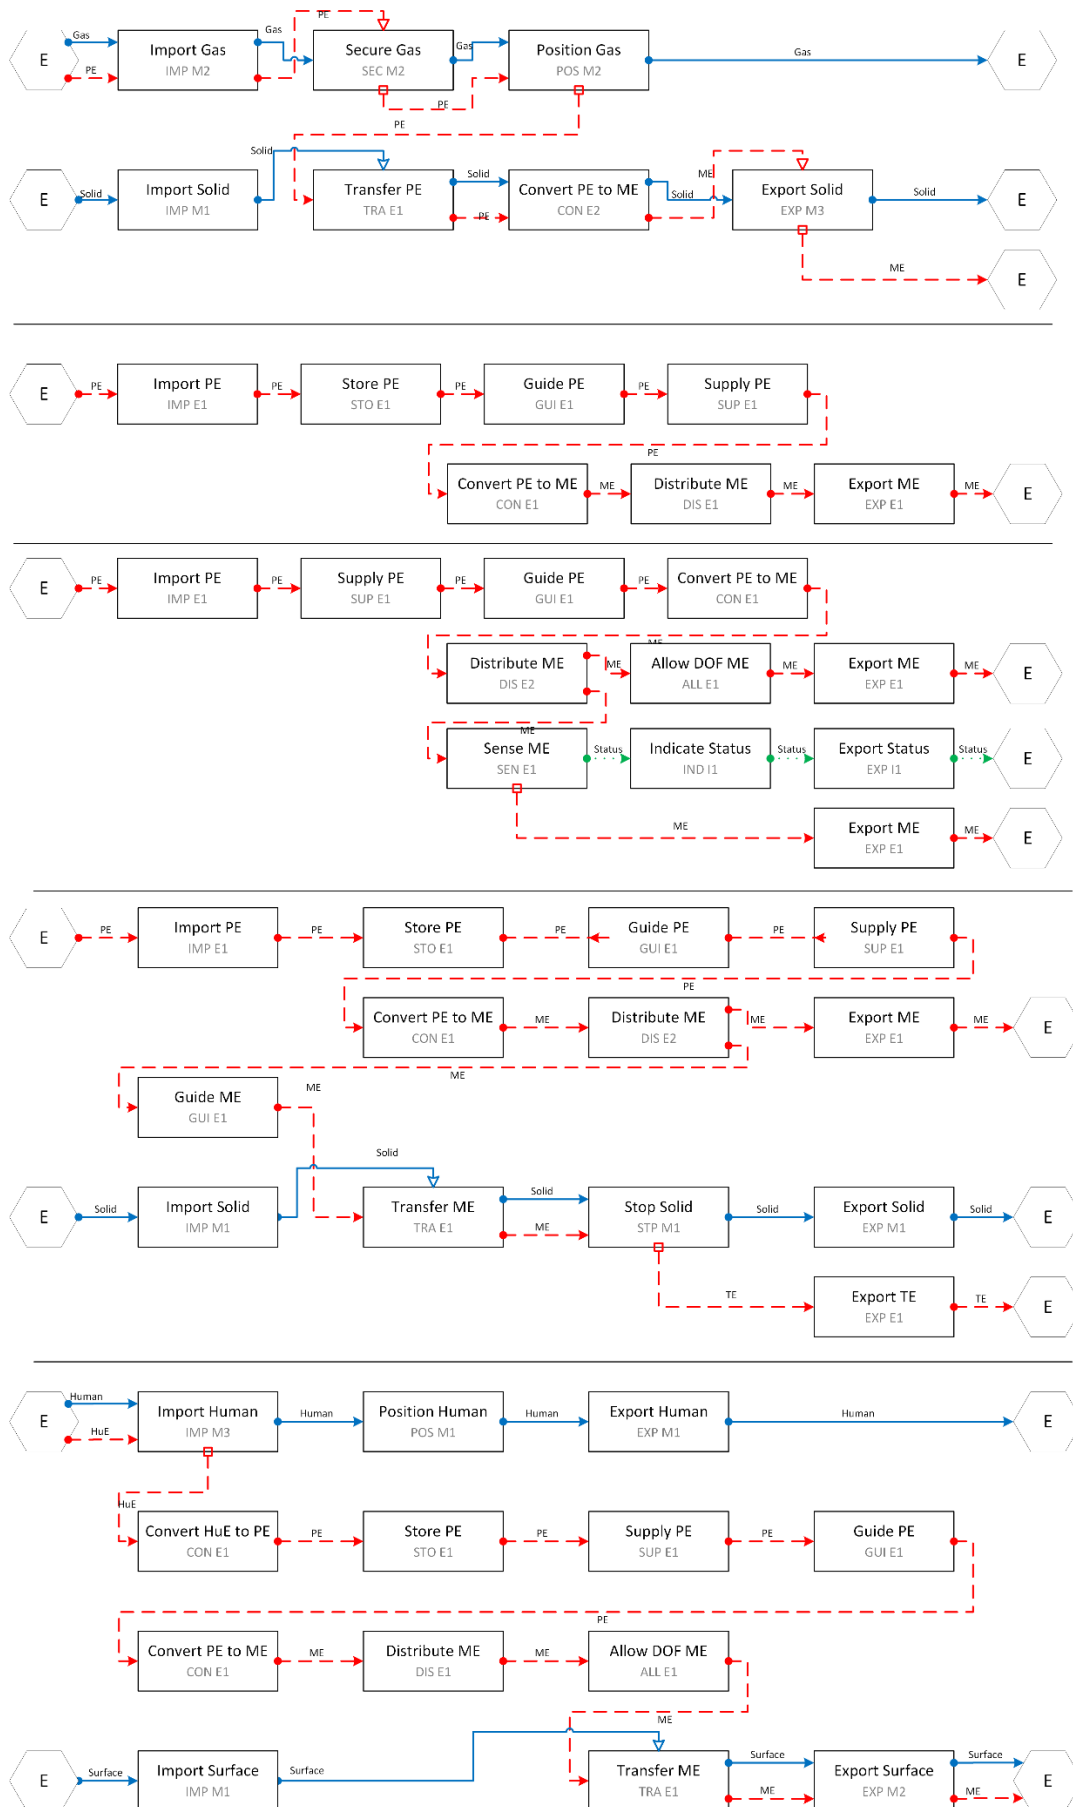 Gas
Gas
PE
E
Import Gas
IMP M2
Secure Gas
SEC M2
Gas
Position Gas
POS M2
Gas
E
PE
PE
PE
Solid
E
Solid
Import Solid
IMP M1
Transfer PE
TRA E1
Solid
PE
Convert PE to ME
CON E2
Solid
ME
Export Solid
EXP M3
Solid
E
ME
E
E
PE
Import PE
IMP E1
PE
Store PE
STO E1
PE
Guide PE
GUI E1
PE
Supply PE
SUP E1
PE
Convert PE to ME
CON E1
ME
Distribute ME
DIS E1
ME
Export ME
EXP E1
ME
E
E
PE
Import PE
IMP E1
PE
Supply PE
SUP E1
PE
Guide PE
GUI E1
PE
Convert PE to ME
CON E1
ME
Distribute ME
DIS E2
ME
Allow DOF ME
ALL E1
ME
Export ME
EXP E1
ME
E
ME
Sense ME
SEN E1
Status
Indicate Status
IND I1
Status
Export Status
EXP I1
Status
E
ME
Export ME
EXP E1
ME
E
E
PE
Import PE
IMP E1
PE
Store PE
STO E1
PE
Guide PE
GUI E1
PE
Supply PE
SUP E1
PE
Convert PE to ME
CON E1
ME
Distribute ME
DIS E2
ME
Export ME
EXP E1
ME
E
ME
Guide ME
GUI E1
ME
Solid
E
Solid
Import Solid
IMP M1
Transfer ME
TRA E1
Solid
ME
Stop Solid
STP M1
Solid
Export Solid
EXP M1
Solid
E
TE
Export TE
EXP E1
TE
E
E
Human
HuE
Import Human
IMP M3
Human
Position Human
POS M1
Human
Export Human
EXP M1
Human
E
HuE
Convert HuE to PE
CON E1
PE
Store PE
STO E1
PE
Supply PE
SUP E1
PE
Guide PE
GUI E1
PE
Convert PE to ME
CON E1
ME
Distribute ME
DIS E1
ME
Allow DOF ME
ALL E1
ME
E
Surface
Import Surface
IMP M1
Surface
Transfer ME
TRA E1
Surface
ME
Export Surface
EXP M2
Surface
ME
E